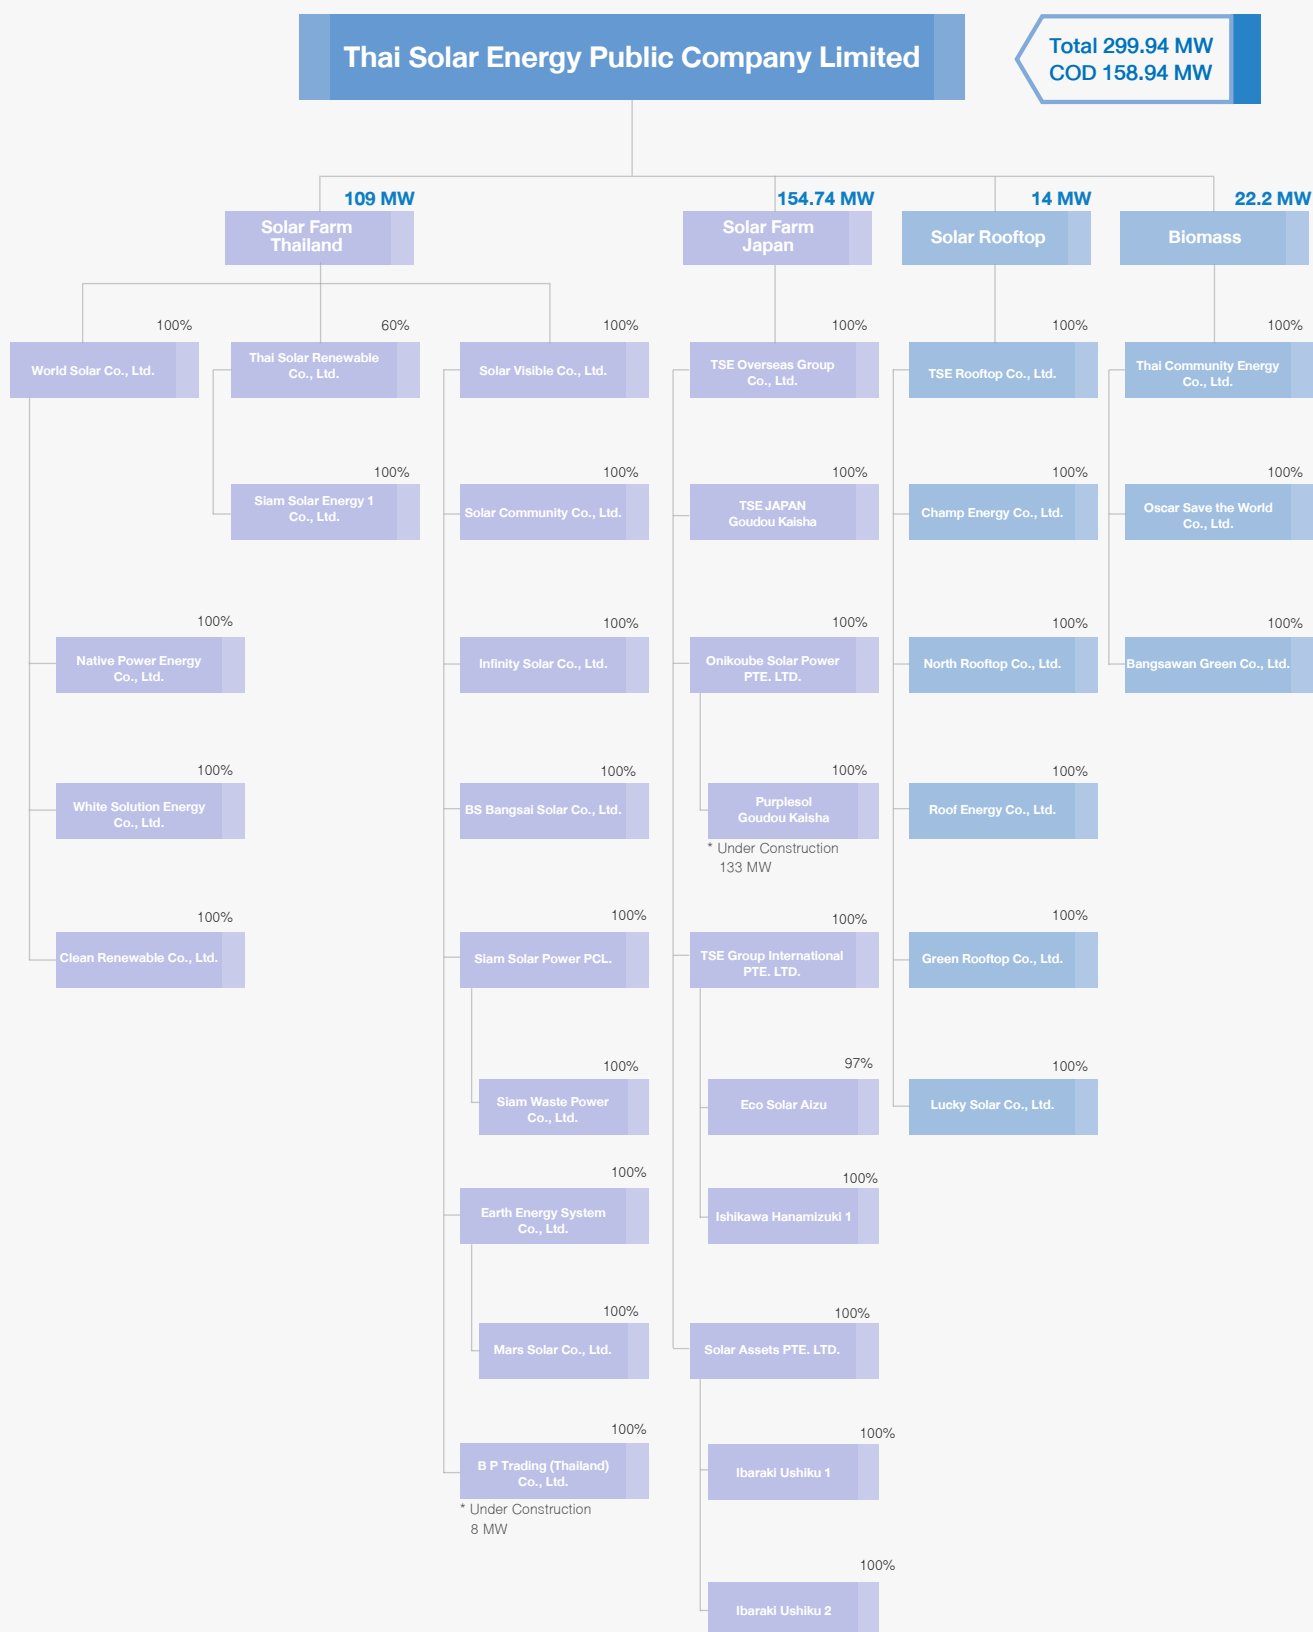 Thai Solar Energy Public Company Limited
Total 299.94 MW
COD 158.94 MW
109 MW
Solar Farm
Thailand
154.74 MW
Solar Farm
Japan
14 MW
Solar Rooftop
22.2 MW
Biomass
100%
World Solar Co., Ltd.
60%
Thai Solar Renewable
Co., Ltd.
100%
Solar Visible Co., Ltd.
100%
TSE Overseas Group
Co., Ltd.
100%
TSE Rooftop Co., Ltd.
100%
Thai Community Energy
Co., Ltd.
100%
Siam Solar Energy 1
Co., Ltd.
100%
Solar Community Co., Ltd.
100%
TSE JAPAN
Goudou Kaisha
100%
Champ Energy Co., Ltd.
100%
Oscar Save the World
Co., Ltd.
100%
Native Power Energy
Co., Ltd.
100%
Infinity Solar Co., Ltd.
100%
Onikoube Solar Power
PTE. LTD.
100%
North Rooftop Co., Ltd.
100%
Bangsawan Green Co., Ltd.
100%
White Solution Energy
Co., Ltd.
100%
BS Bangsai Solar Co., Ltd.
100%
Purplesol
Goudou Kaisha
* Under Construction
133 MW
100%
Roof Energy Co., Ltd.
100%
Clean Renewable Co., Ltd.
100%
Siam Solar Power PCL.
100%
TSE Group International
PTE. LTD.
100%
Green Rooftop Co., Ltd.
100%
Siam Waste Power
Co., Ltd.
97%
Eco Solar Aizu
100%
Lucky Solar Co., Ltd.
100%
Earth Energy System
Co., Ltd.
100%
Ishikawa Hanamizuki 1
100%
Mars Solar Co., Ltd.
100%
Solar Assets PTE. LTD.
100%
B P Trading (Thailand)
Co., Ltd.
* Under Construction
8 MW
100%
Ibaraki Ushiku 1
100%
Ibaraki Ushiku 2